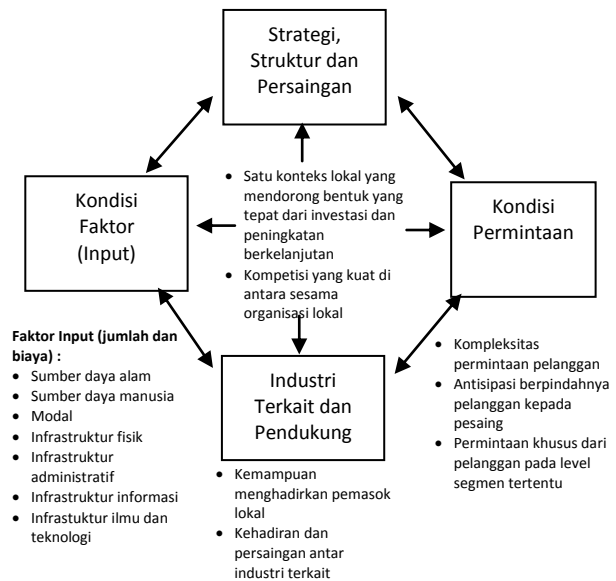 Strategi,
Struktur dan
Persaingan
• Satu konteks lokal yang
mendorong bentuk yang
tepat dari investasi dan
peningkatan
berkelanjutan
• Kompetisi yang kuat di
antara sesama
organisasi lokal
Kondisi
Faktor
(Input)
Kondisi
Permintaan
Faktor Input (jumlah dan
biaya) :
• Sumber daya alam
• Sumber daya manusia
• Modal
• Infrastruktur fisik
• Infrastruktur
administratif
• Infrastruktur informasi
• Infrastuktur ilmu dan
teknologi
Industri
Terkait dan
Pendukung
• Kemampuan
menghadirkan pemasok
lokal
• Kehadiran dan
persaingan antar
industri terkait
• Kompleksitas
permintaan pelanggan
• Antisipasi berpindahnya
pelanggan kepada
pesaing
• Permintaan khusus dari
pelanggan pada level
segmen tertentu